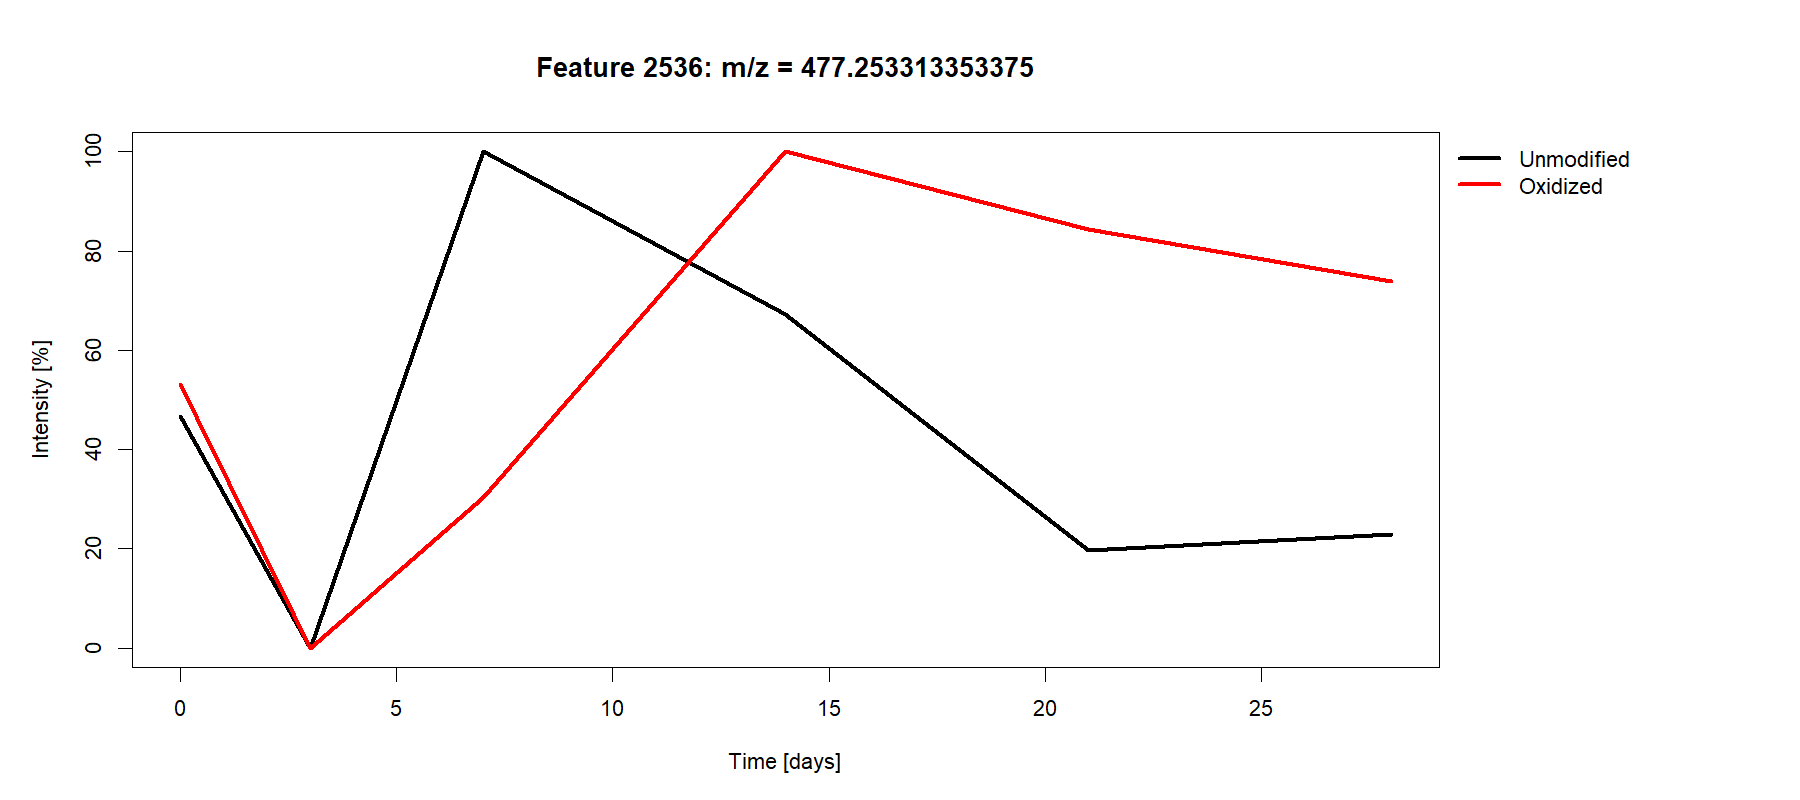 Feature 2536: m/z = 477.253313353375
Unmodified
Oxidized
Intensity [%]
100
80
60
40
20
0
0 5 10 15 20 25
Time [days]